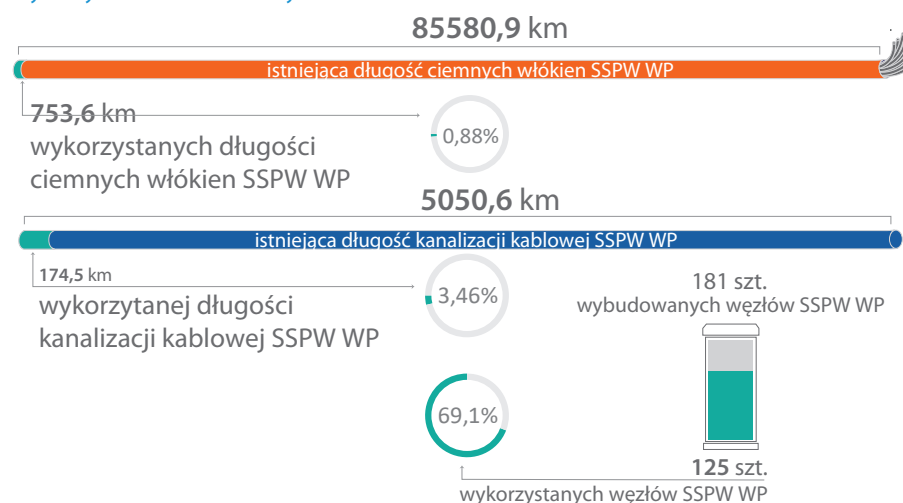 85580,9 km
istniejąca długość ciemnych włókien SSPW WP
753,6 km
wykorzystanych długości
ciemnych włókien SSPW WP
0,88%
5050,6 km
istniejąca długość kanalizacji kablowej SSPW WP
174,5 km
wykorzytanej długości
kanalizacji kablowej SSPW WP
3,46%
181 szt.
wybudowanych węzłów SSPW WP
69,1%
125 szt.
wykorzystanych węzłów SSPW WP